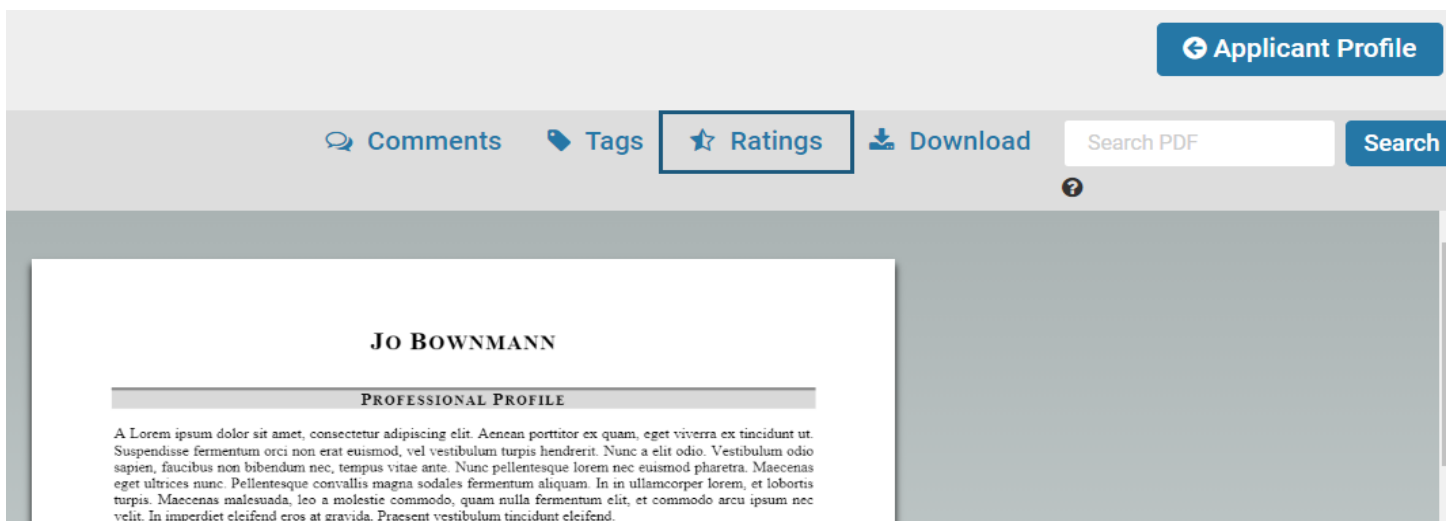 Applicant Profile
Comments Tags Ratings Download Search PDF Search
JO BOWNMANN
PROFESSIONAL PROFILE
A Lorem ipsum dolor sit amet, consectetur adipiscing elit. Aenean porttitor ex quam, eget viverra ex tincidunt ut.
Suspendisse fermentum orci non erat euismod, vel vestibulum turpis hendrerit. Nunc a elit odio. Vestibulum odio
sapien, faucibus non bibendum nec, tempus vitae ante. Nunc pellentesque lorem nec euismod pharetra. Maecenas
eget ultrices nunc. Pellentesque convallis magna sodales fermentum aliquam. In in ullamcorper lorem, et lobortis
turpis. Maecenas malesuada, leo a molestie commodo, quam nulla fermentum elit, et commodo arcu ipsum nec
velit. In imperdiet eleifend eros at gravida. Praesent vestibulum tincidunt eleifend.